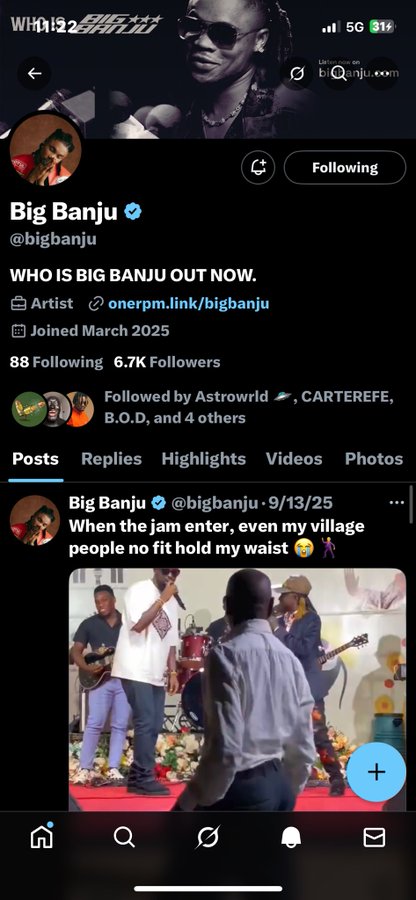 WHO IS
BIG BANJU
11:22
5G
31
Listen now on
bigbanju.com
Following
Big Banju
@bigbanju
WHO IS BIG BANJU OUT NOW.
Artist onerpm.link/bigbanju
Joined March 2025
88 Following 6.7K Followers
Followed by Astrowrld 🪐, CARTEREFE,
B.O.D, and 4 others
Posts Replies Highlights Videos Photos
Big Banju @bigbanju · 9/13/25
When the jam enter, even my village
people no fit hold my waist 😭🕺